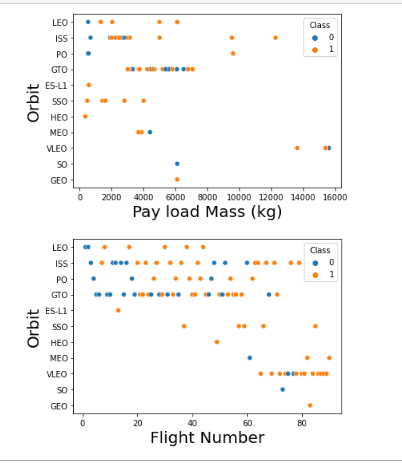 LEO
ISS
PO
GTO
ES-L1
SSO
HEO
MEO
VLEO
SO
GEO
Orbit
Class
0
1
0 2000 4000 6000 8000 10000 12000 14000 16000
Pay load Mass (kg)
LEO
ISS
PO
GTO
ES-L1
SSO
HEO
MEO
VLEO
SO
GEO
Orbit
Class
0
1
0 20 40 60 80
Flight Number